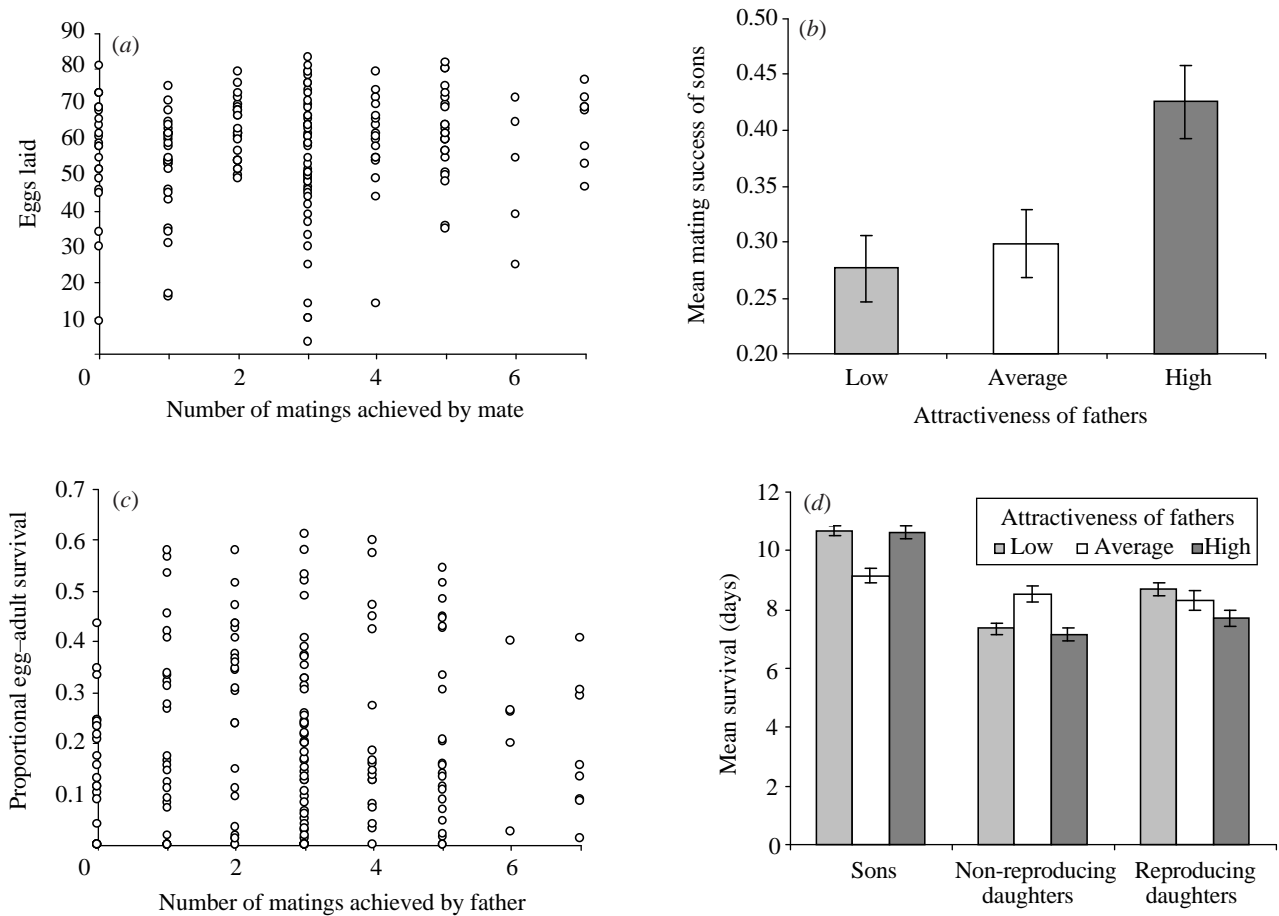 (a)
90
80
70
60
50
40
30
20
10
0 2 4 6
Eggs laid
Number of matings achieved by mate
(b)
0.50
0.45
0.40
0.35
0.30
0.25
0.20
Mean mating success of sons
Low Average High
Attractiveness of fathers
(c)
0.7
0.6
0.5
0.4
0.3
0.2
0.1
0 2 4 6
Proportional egg–adult survival
Number of matings achieved by father
(d)
12
10
8
6
4
2
0
Mean survival (days)
Attractiveness of fathers
Low Average High
Sons Non-reproducing Reproducing
daughters daughters